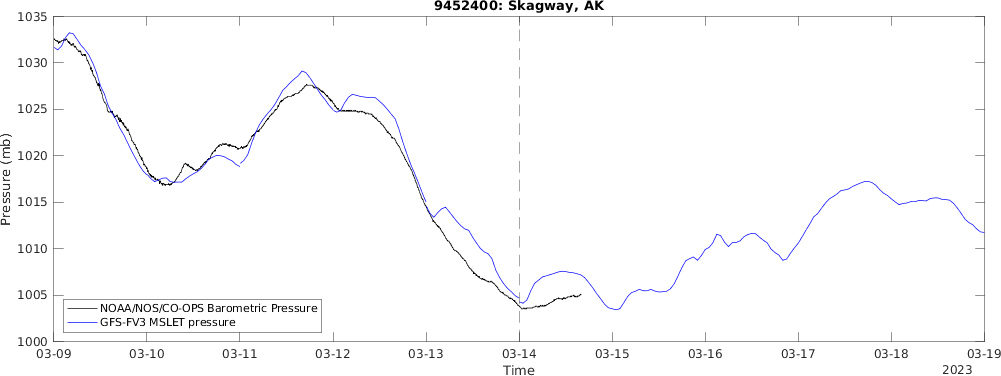 9452400: Skagway, AK
Pressure (mb)
1035
1030
1025
1020
1015
1010
1005
1000
NOAA/NOS/CO-OPS Barometric Pressure
GFS-FV3 MSLET pressure
03-09 03-10 03-11 03-12 03-13 03-14 03-15 03-16 03-17 03-18 03-19
Time
2023